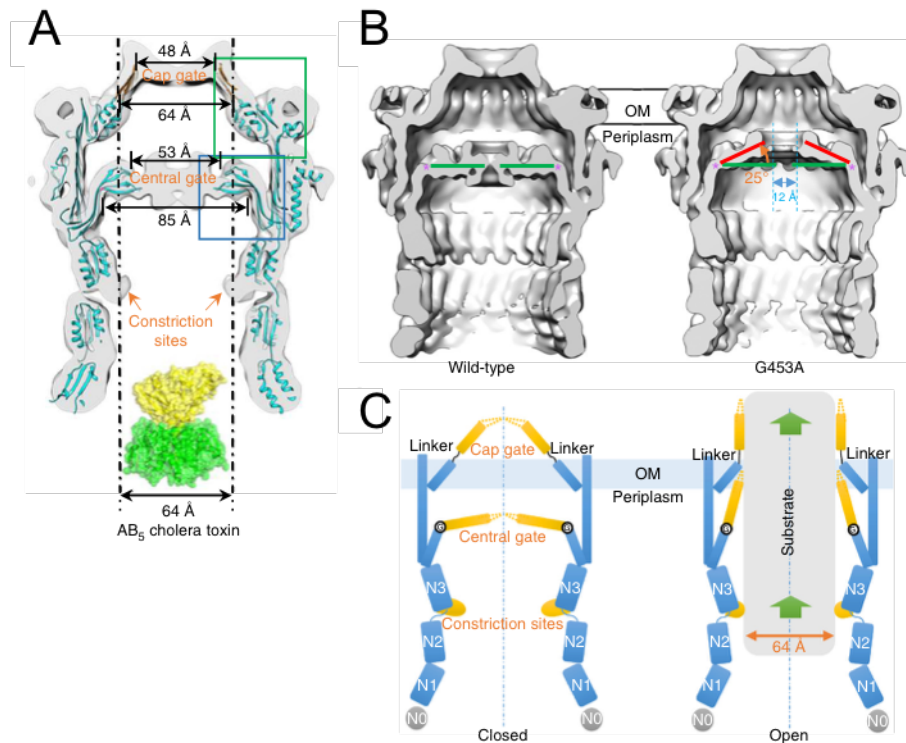 A
48 Å
Cap gate
64 Å
53 Å
Central gate
85 Å
Constriction
sites
64 Å
AB5 cholera toxin
B
OM
Periplasm
25°
12 Å
Wild-type
G453A
C
Linker
Cap gate
Linker
OM
Periplasm
G
Central gate
G
N3
N3
Constriction sites
N2
N2
N1
N1
N0
N0
Closed
Linker
Linker
Substrate
G
G
N3
N3
64 Å
N2
N2
N1
N1
N0
N0
Open